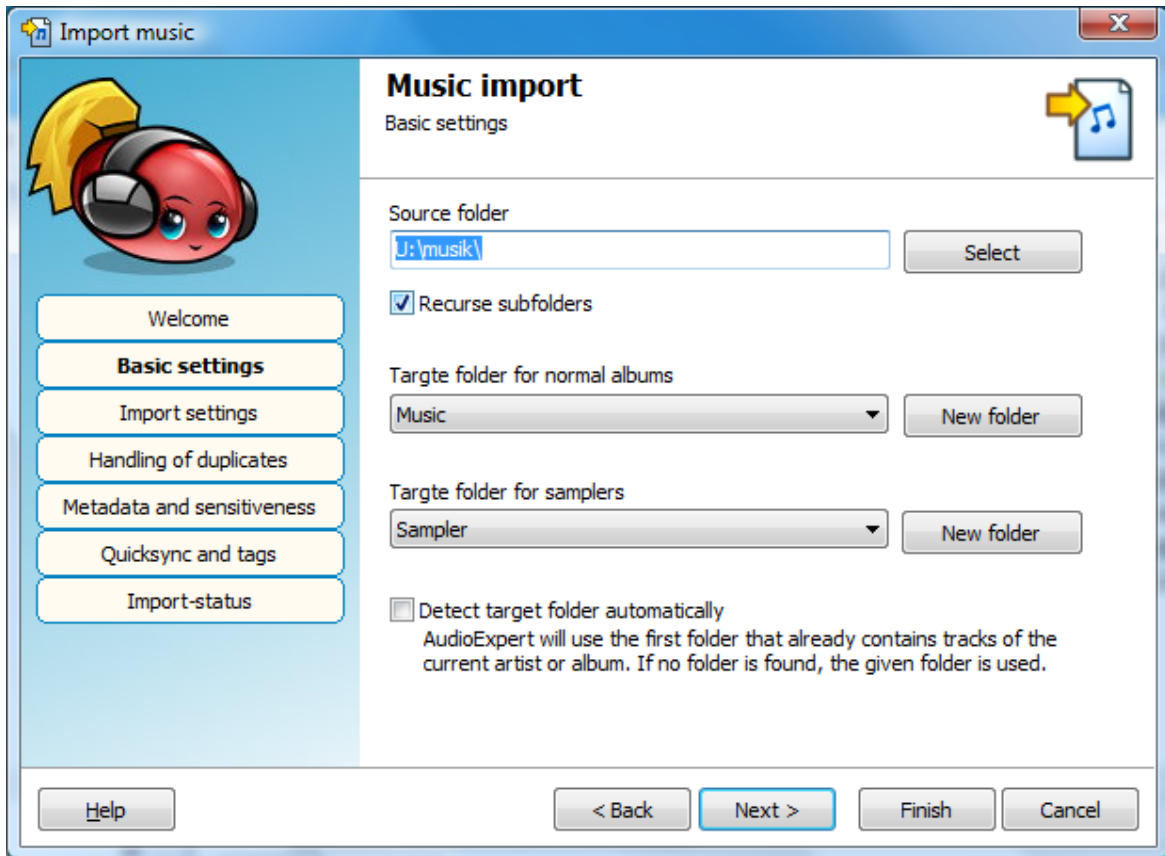 Import music
Music import
Basic settings
Welcome
Basic settings
Import settings
Handling of duplicates
Metadata and sensitiveness
Quicksync and tags
Import-status
Source folder
U:\musik\
Select
Recurse subfolders
Targte folder for normal albums
Music
New folder
Targte folder for samplers
Sampler
New folder
Detect target folder automatically
AudioExpert will use the first folder that already contains tracks of the
current artist or album. If no folder is found, the given folder is used.
Help
< Back
Next >
Finish
Cancel